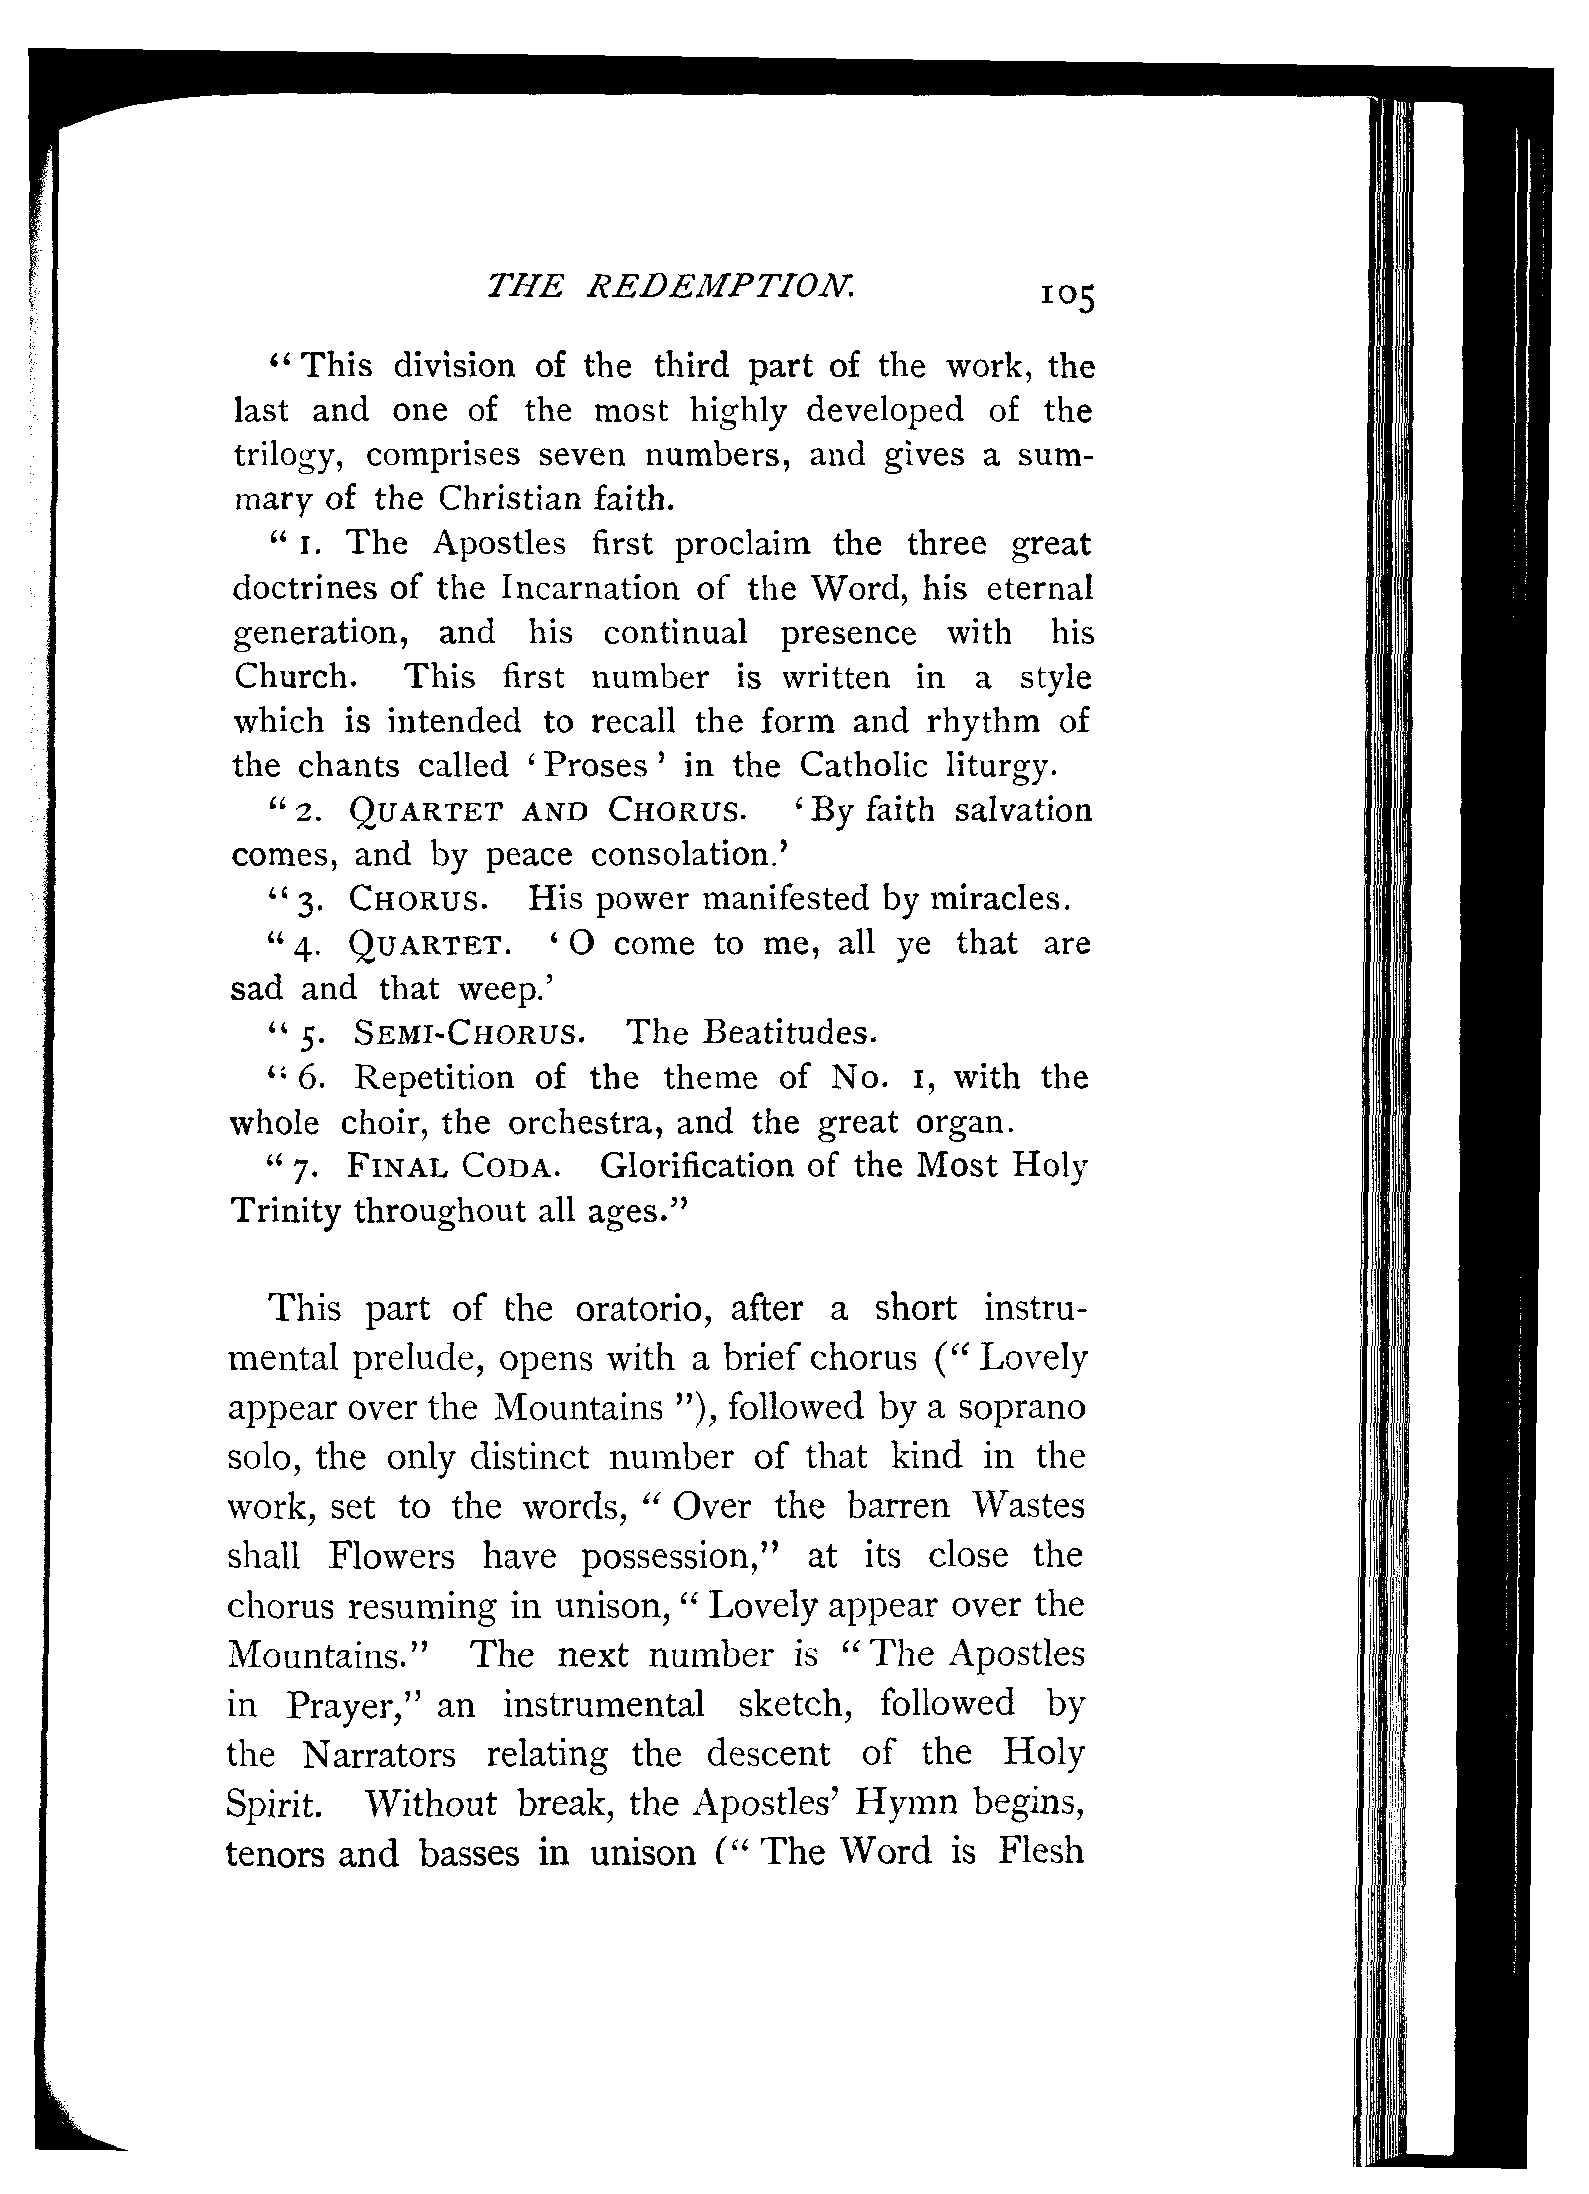 THE REDEMPTION. 105
“ This division of the third part of the work, the
last and one of the most highly developed of the
trilogy, comprises seven numbers, and gives a sum-
mary of the Christian faith.
“ 1. The Apostles first proclaim the three great
doctrines of the Incarnation of the Word, his eternal
generation, and his continual presence with his
Church. This first number is written in a style
which is intended to recall the form and rhythm of
the chants called ‘ Proses ’ in the Catholic liturgy.
“ 2. QUARTET AND CHORUS. ‘ By faith salvation
comes, and by peace consolation.’
“ 3. CHORUS. His power manifested by miracles.
“ 4. QUARTET. ‘ O come to me, all ye that are
sad and that weep.’
“ 5. SEMI-CHORUS. The Beatitudes.
“ 6. Repetition of the theme of No. 1, with the
whole choir, the orchestra, and the great organ.
“ 7. FINAL CODA. Glorification of the Most Holy
Trinity throughout all ages.”
This part of the oratorio, after a short instru-
mental prelude, opens with a brief chorus (“ Lovely
appear over the Mountains ”), followed by a soprano
solo, the only distinct number of that kind in the
work, set to the words, “ Over the barren Wastes
shall Flowers have possession,” at its close the
chorus resuming in unison, “ Lovely appear over the
Mountains.” The next number is “ The Apostles
in Prayer,” an instrumental sketch, followed by
the Narrators relating the descent of the Holy
Spirit. Without break, the Apostles’ Hymn begins,
tenors and basses in unison (“ The Word is Flesh